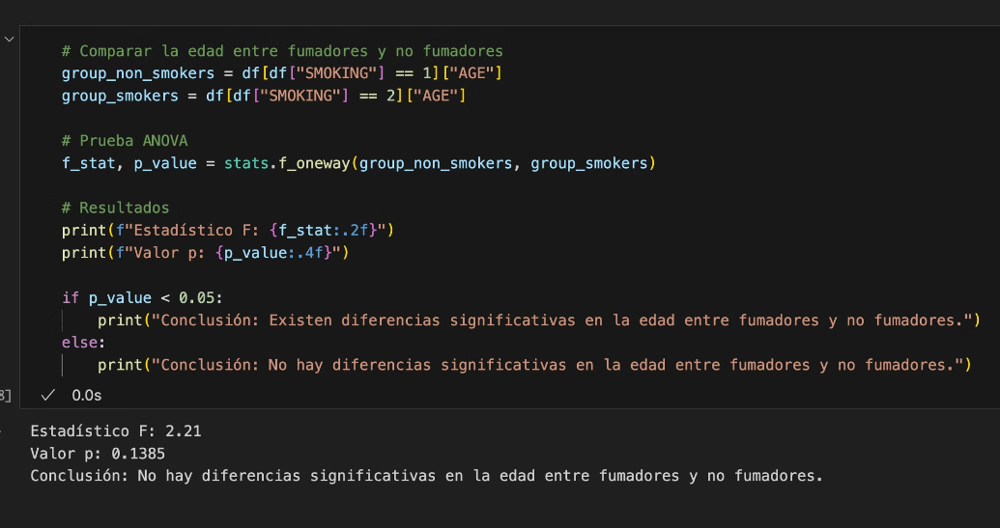 # Comparar la edad entre fumadores y no fumadores
group_non_smokers = df[df["SMOKING"] == 1]["AGE"]
group_smokers = df[df["SMOKING"] == 2]["AGE"]
# Prueba ANOVA
f_stat, p_value = stats.f_oneway(group_non_smokers, group_smokers)
# Resultados
print(f"Estadístico F: {f_stat:.2f}")
print(f"Valor p: {p_value:.4f}")
if p_value < 0.05:
    print("Conclusión: Existen diferencias significativas en la edad entre fumadores y no fumadores.")
else:
    print("Conclusión: No hay diferencias significativas en la edad entre fumadores y no fumadores.")
8] ✓ 0.0s
Estadístico F: 2.21
Valor p: 0.1385
Conclusión: No hay diferencias significativas en la edad entre fumadores y no fumadores.